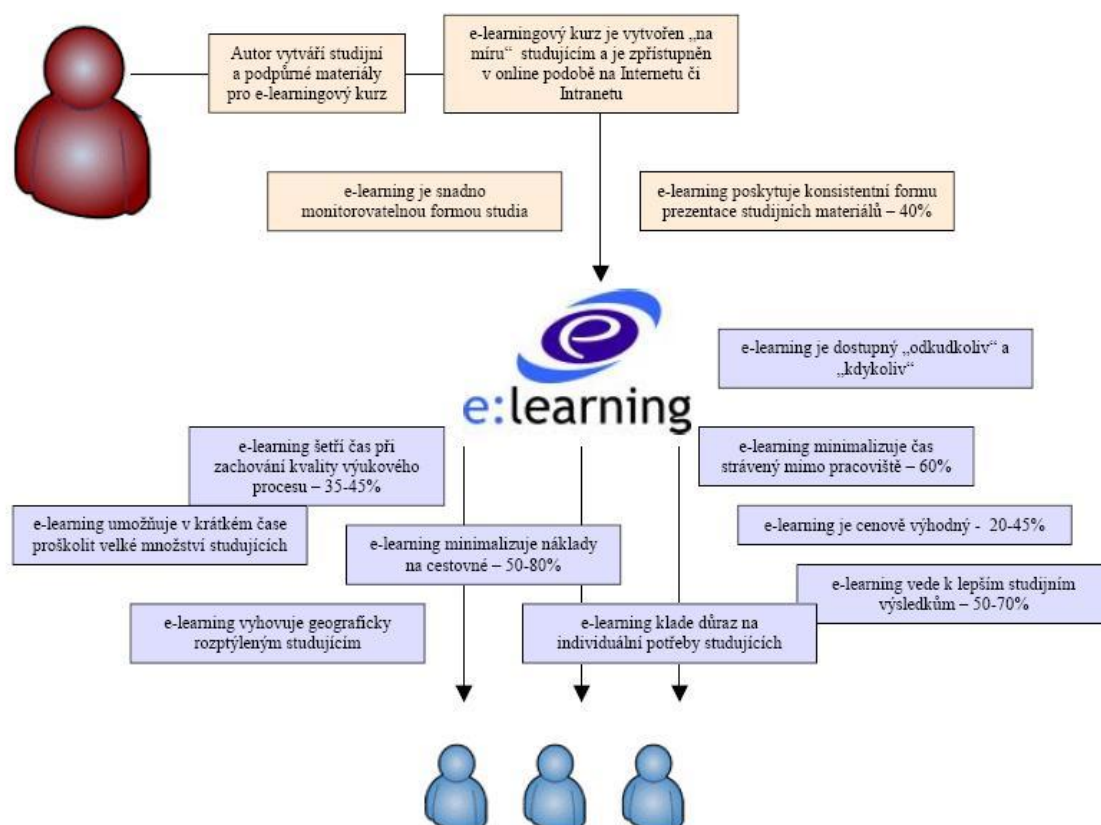 Autor vytváří studijní
a podpůrné materiály
pro e-learningový kurz
e-learningový kurz je vytvořen „na
míru“ studujícím a je zpřístupněn
v online podobě na Internetu či
Intranetu
e-learning je snadno
monitorovatelnou formou studia
e-learning poskytuje konsistentní formu
prezentace studijních materiálů – 40%
e:learning
e-learning je dostupný „odkudkoliv“ a
„kdykoliv“
e-learning šetří čas při
zachování kvality výukového
procesu – 35-45%
e-learning minimalizuje čas
strávený mimo pracoviště – 60%
e-learning umožňuje v krátkém čase
proškolit velké množství studujících
e-learning je cenově výhodný - 20-45%
e-learning minimalizuje náklady
na cestovné – 50-80%
e-learning vede k lepším studijním
výsledkům – 50-70%
e-learning vyhovuje geograficky
rozptýleným studujícím
e-learning klade důraz na
individuální potřeby studujících